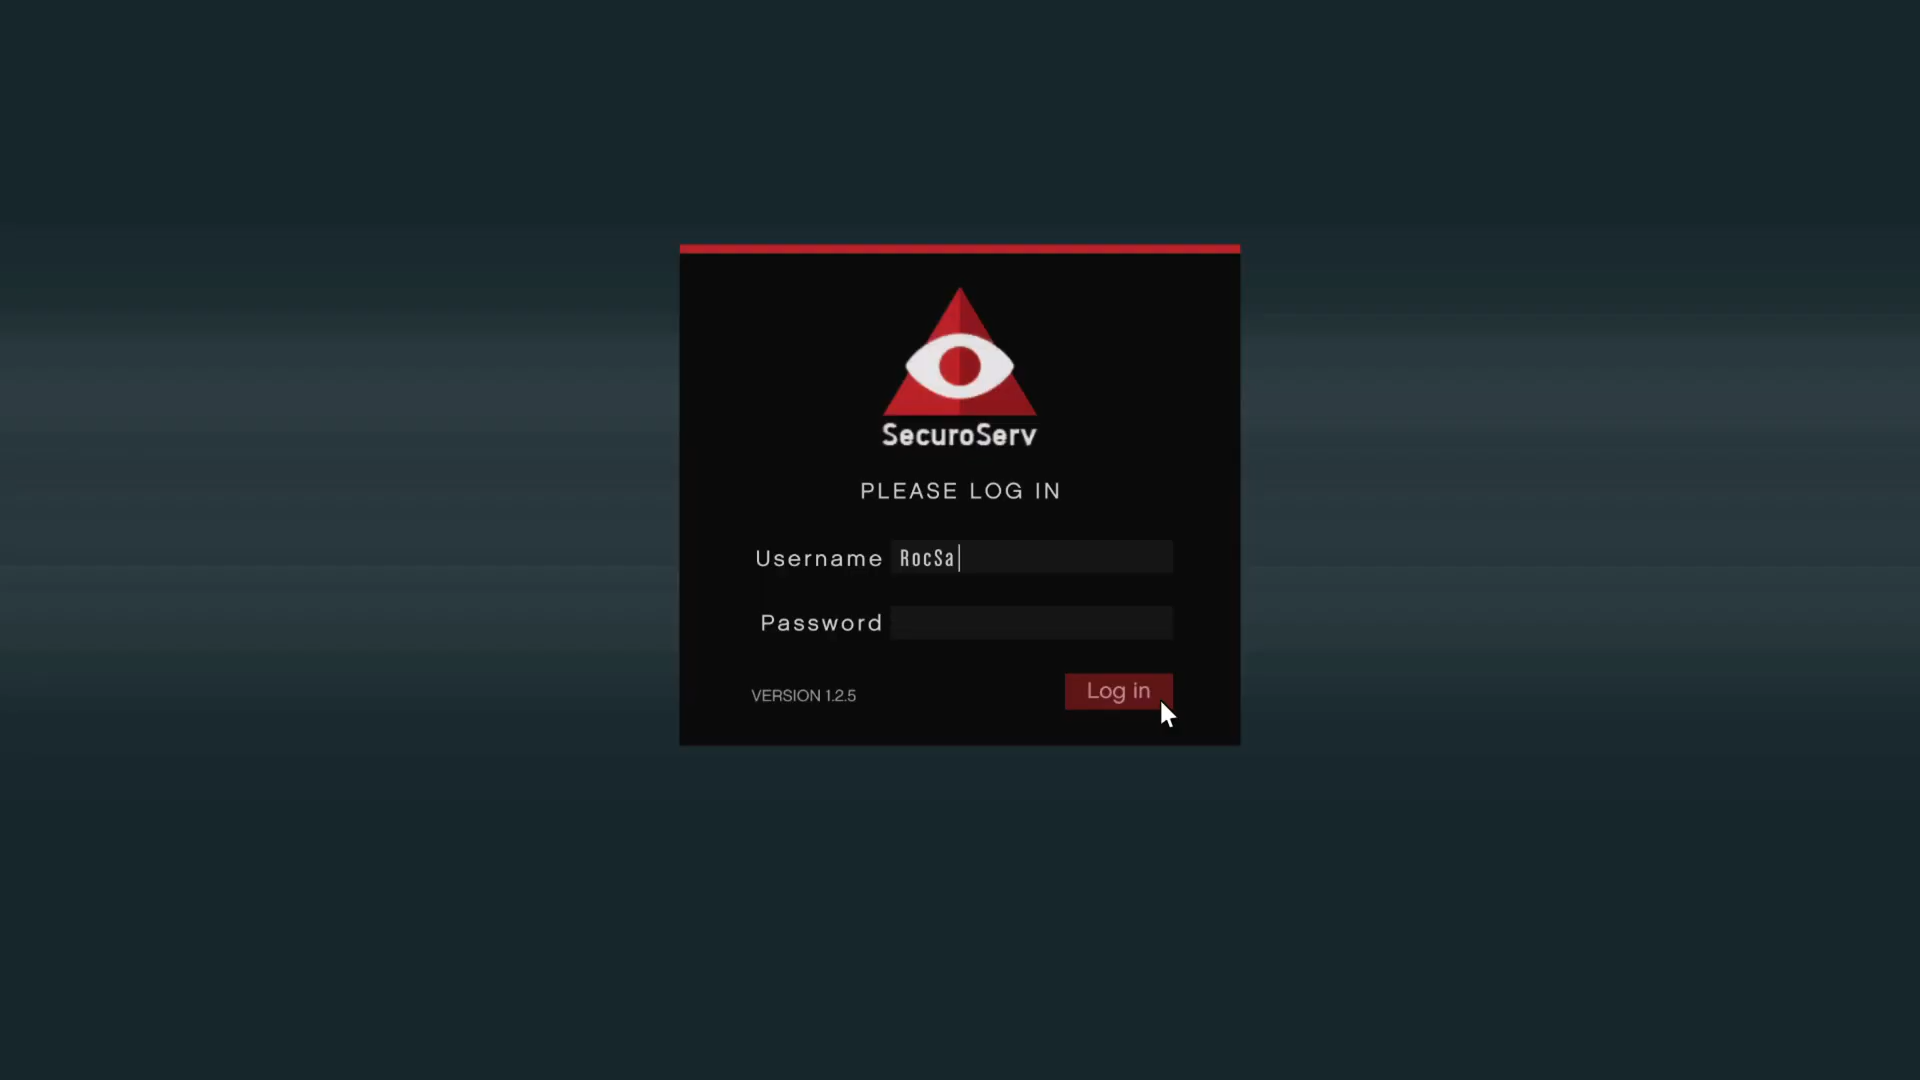 SecuroServ
PLEASE LOG IN
Username RocSa
Password
VERSION 1.2.5
Log in